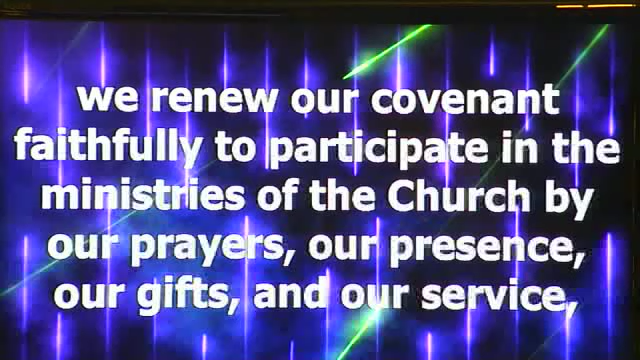 we renew our covenant
faithfully to participate in the
ministries of the Church by
our prayers, our presence,
our gifts, and our service,